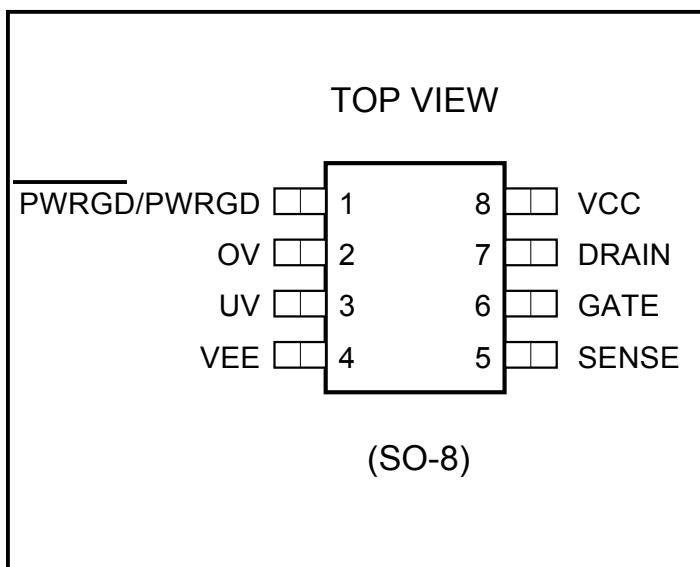 TOP VIEW
PWRGD/PWRGD 1 8 VCC
OV 2 7 DRAIN
UV 3 6 GATE
VEE 4 5 SENSE
(SO-8)